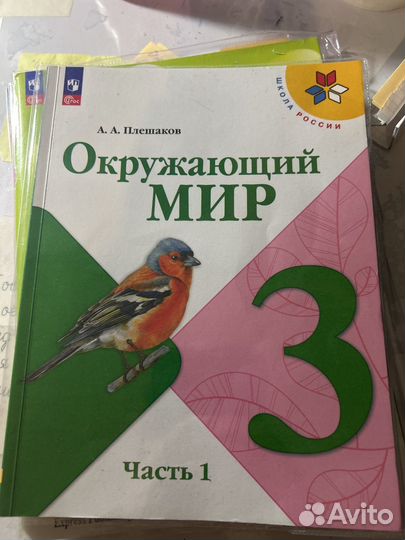 ШКОЛА РОССИИ
А. А. Плешаков
Окружающий
МИР
3
Часть 1
Avito